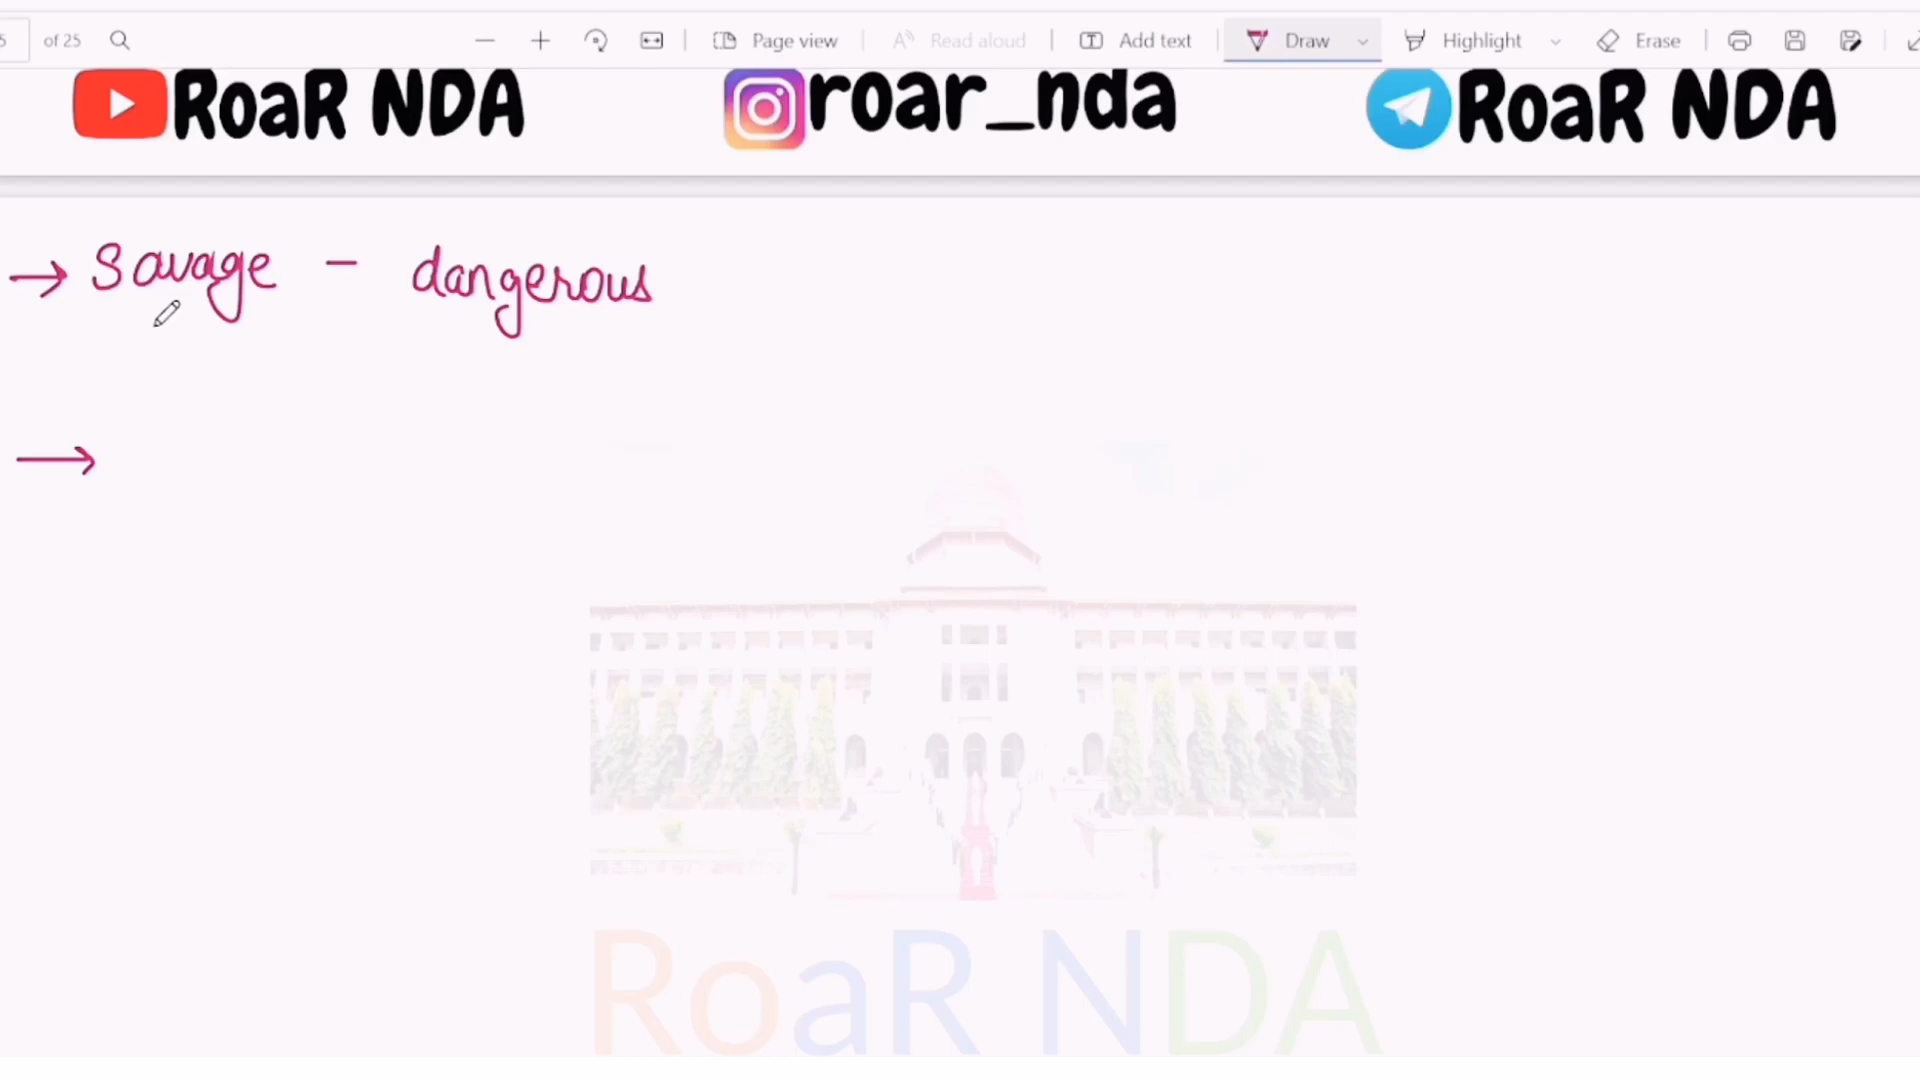 5 of 25 Page view Read aloud Add text Draw Highlight Erase
RoaR NDA roar_nda RoaR NDA
→ Savage - dangerous
→
RoaR NDA